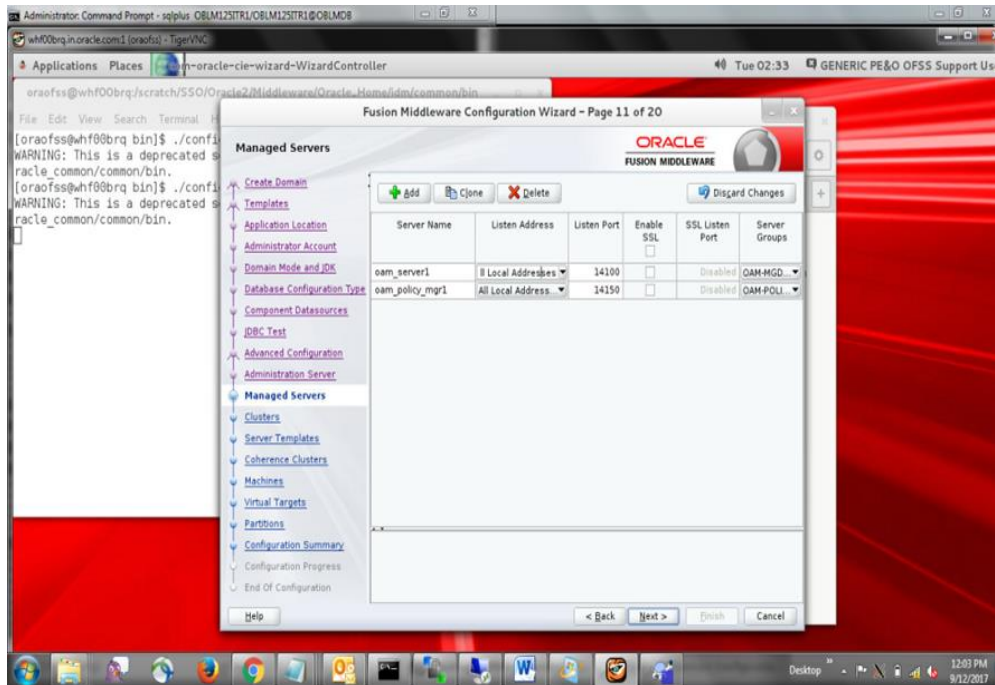 Administrator: Command Prompt - sqlplus OBLM125ITR1/OBLM125ITR1@OBLMDB
whf00brq.in.oracle.com:1 (oraofss) - TigerVNC
Applications Places
m-oracle-cie-wizard-WizardController
Tue 02:33 GENERIC PE&O OFSS Support Us
oraofss@whf00brq:/scratch/SSO/Oracle2/Middleware/Oracle_Home/idm/common/bin
File Edit View Search Terminal H
[oraofss@whf00brq bin]$ ./confi
WARNING: This is a deprecated s
racle_common/common/bin.
[oraofss@whf00brq bin]$ ./confi
WARNING: This is a deprecated s
racle_common/common/bin.
Fusion Middleware Configuration Wizard - Page 11 of 20
Managed Servers
ORACLE
FUSION MIDDLEWARE
Create Domain
Templates
Application Location
Administrator Account
Domain Mode and JDK
Database Configuration Type
Component Datasources
JDBC Test
Advanced Configuration
Administration Server
Managed Servers
Clusters
Server Templates
Coherence Clusters
Machines
Virtual Targets
Partitions
Configuration Summary
Configuration Progress
End Of Configuration
Add Clone Delete Discard Changes
Server Name Listen Address Listen Port Enable SSL SSL Listen Port Server Groups
oam_server1 ll Local Addresses 14100 Disabled OAM-MGD...
oam_policy_mgr1 All Local Address... 14150 Disabled OAM-POLI...
Help < Back Next > Finish Cancel
Desktop
12:03 PM
9/12/2017